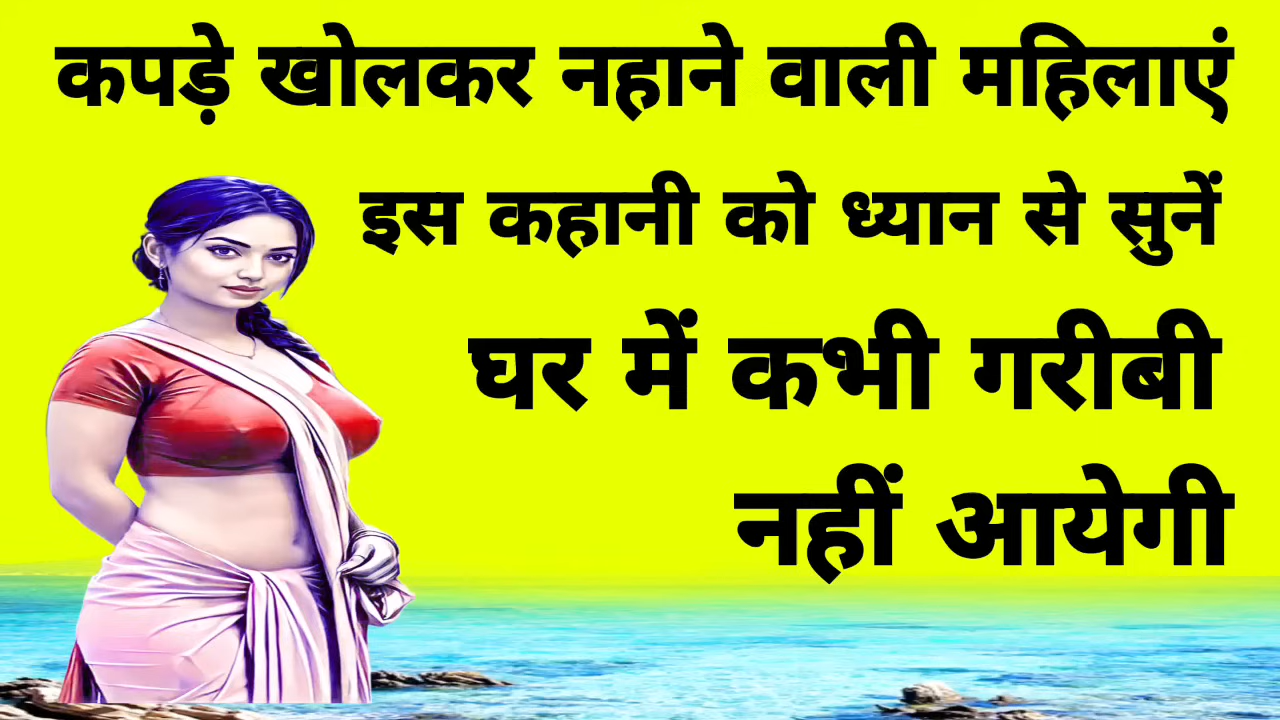 कपड़े खोलकर नहाने वाली महिलाएं
इस कहानी को ध्यान से सुनें
घर में कभी गरीबी
नहीं आयेगी